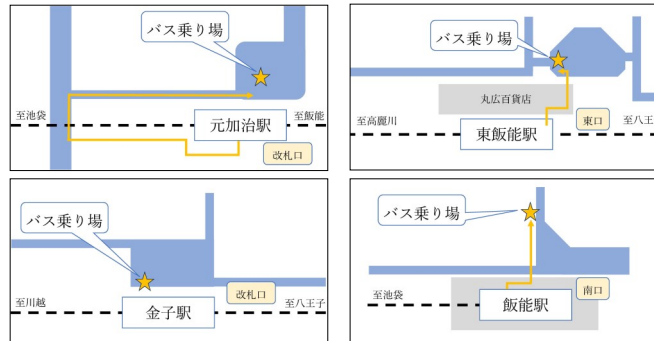 バス乗り場
至池袋
至飯能
元加治駅
改札口
バス乗り場
丸広百貨店
至高麗川
東飯能駅
東口
至八王子
バス乗り場
至川越
改札口
至八王子
金子駅
バス乗り場
至池袋
南口
飯能駅